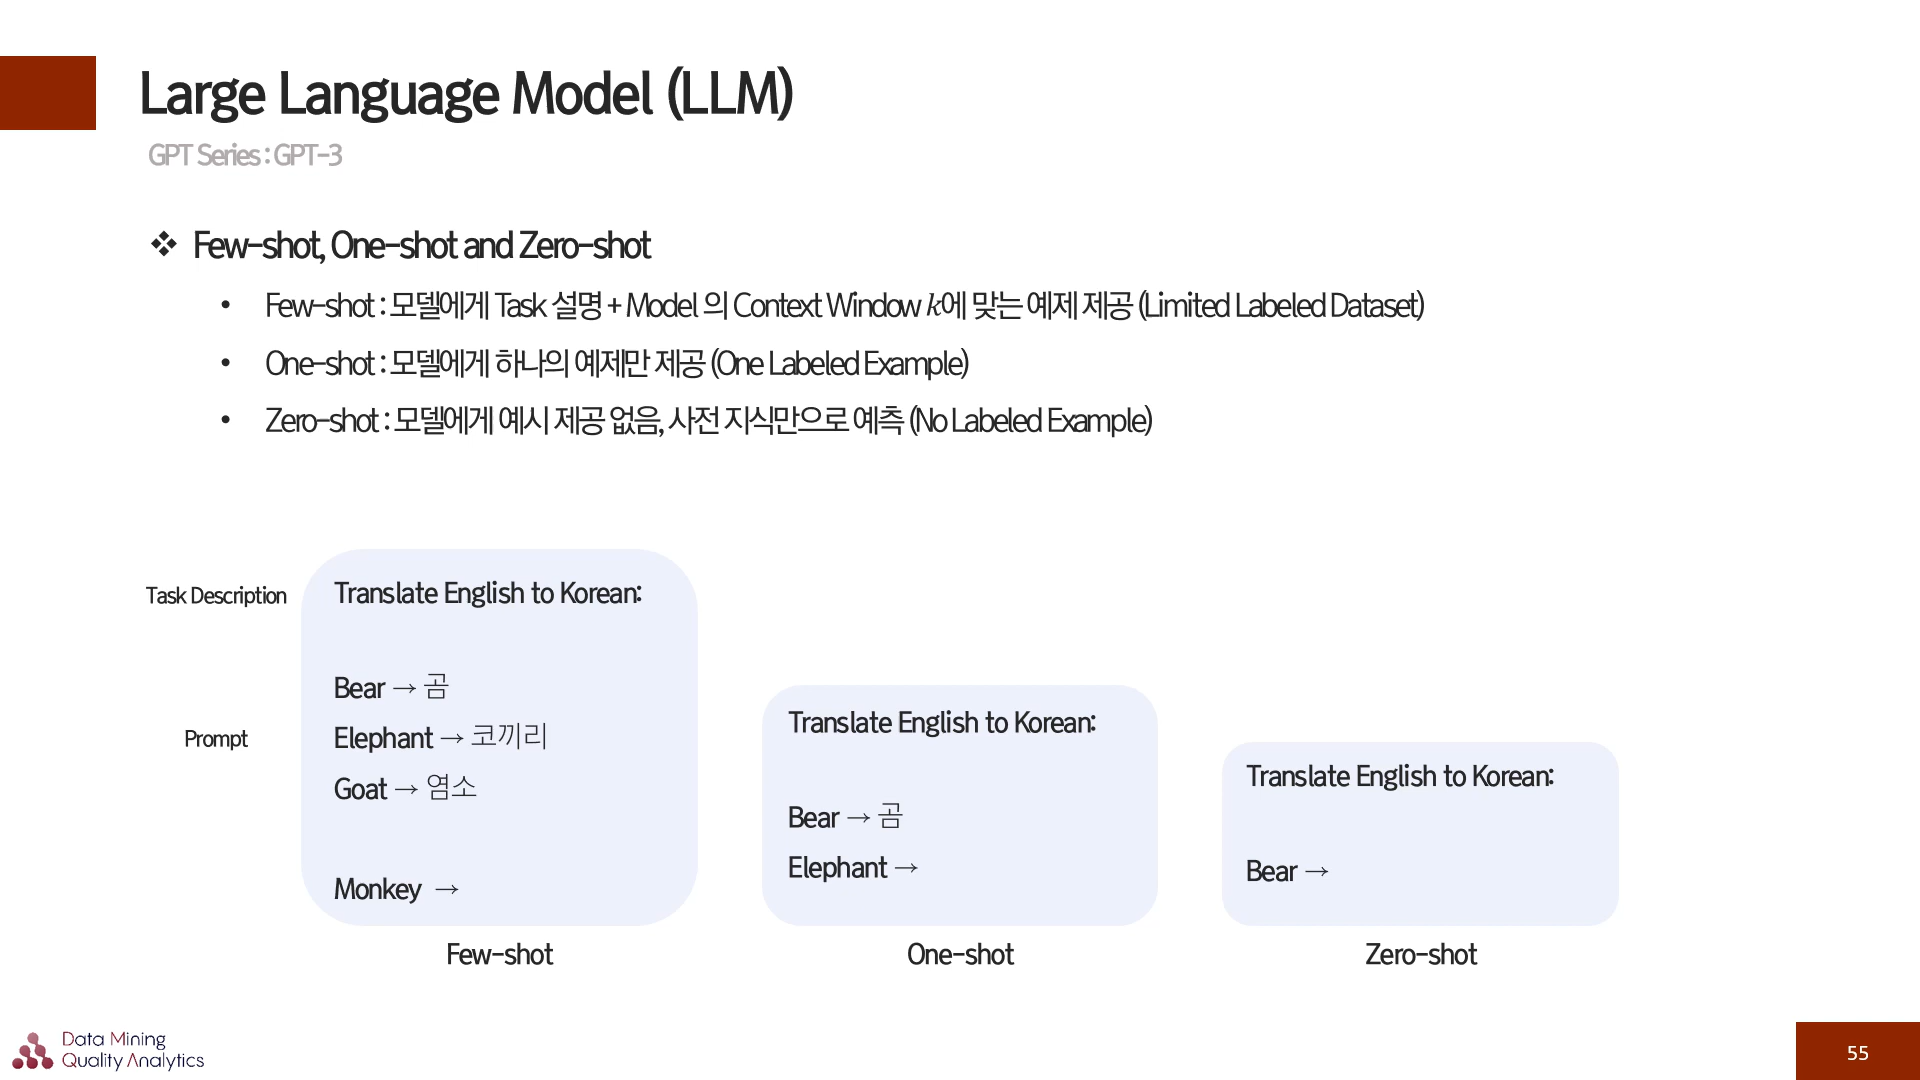 Large Language Model (LLM)
GPT Series : GPT-3
❖ Few-shot, One-shot and Zero-shot
• Few-shot : 모델에게 Task 설명 + Model 의 Context Window k에 맞는 예제 제공 (Limited Labeled Dataset)
• One-shot : 모델에게 하나의 예제만 제공 (One Labeled Example)
• Zero-shot : 모델에게 예시 제공 없음, 사전 지식만으로 예측 (No Labeled Example)
Task Description
Prompt
Translate English to Korean:
Bear → 곰
Elephant → 코끼리
Goat → 염소
Monkey →
Few-shot
Translate English to Korean:
Bear → 곰
Elephant →
One-shot
Translate English to Korean:
Bear →
Zero-shot
Data Mining
Quality Analytics
55